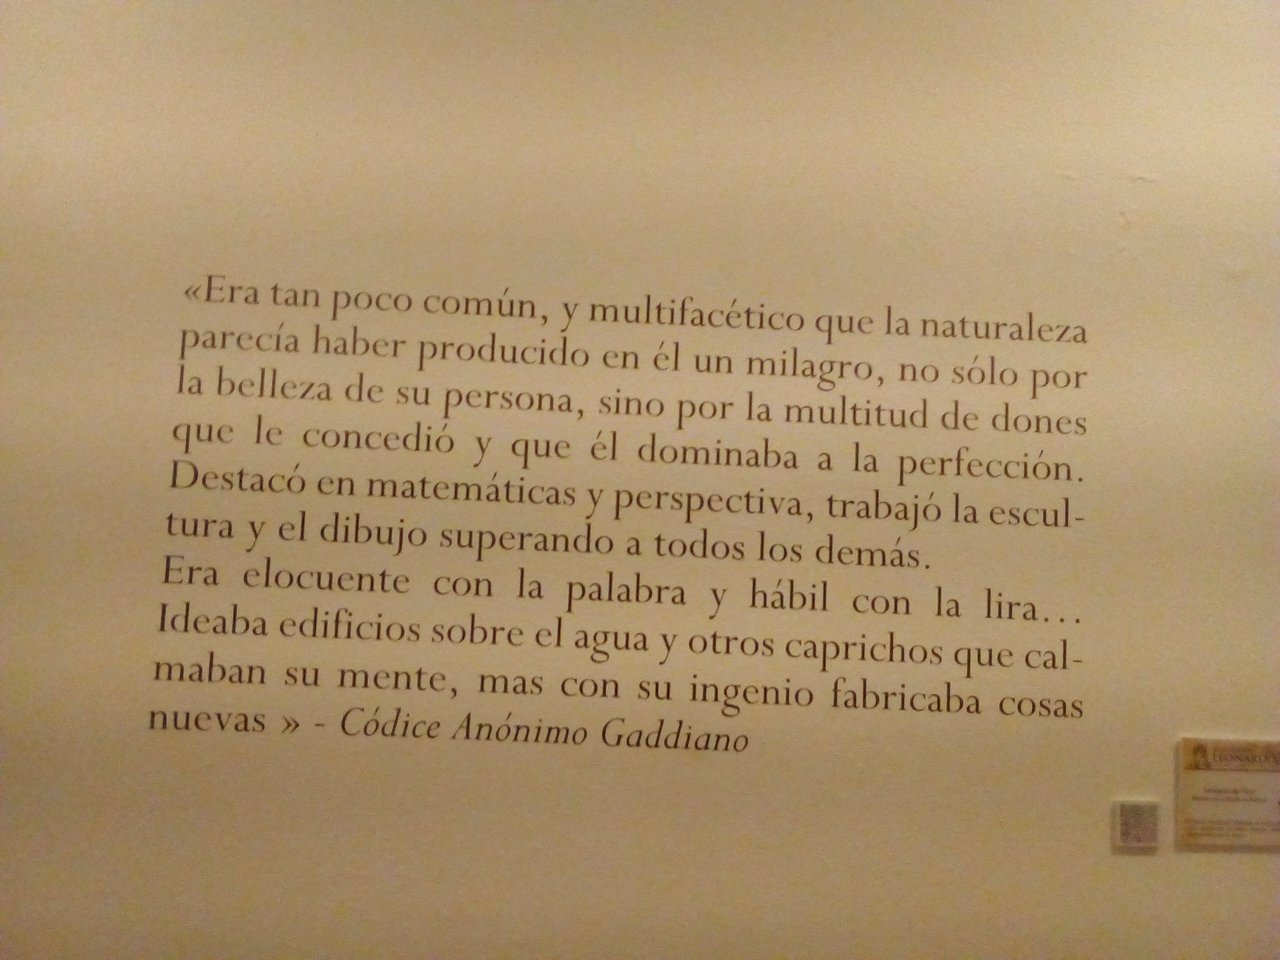 «Era tan poco común, y multifacético que la naturaleza
parecía haber producido en él un milagro, no sólo por
la belleza de su persona, sino por la multitud de dones
que le concedió y que él dominaba a la perfección.
Destacó en matemáticas y perspectiva, trabajó la escul-
tura y el dibujo superando a todos los demás.
Era elocuente con la palabra y hábil con la lira...
Ideaba edificios sobre el agua y otros caprichos que cal-
maban su mente, mas con su ingenio fabricaba cosas
nuevas » - Códice Anónimo Gaddiano
LEONARDO